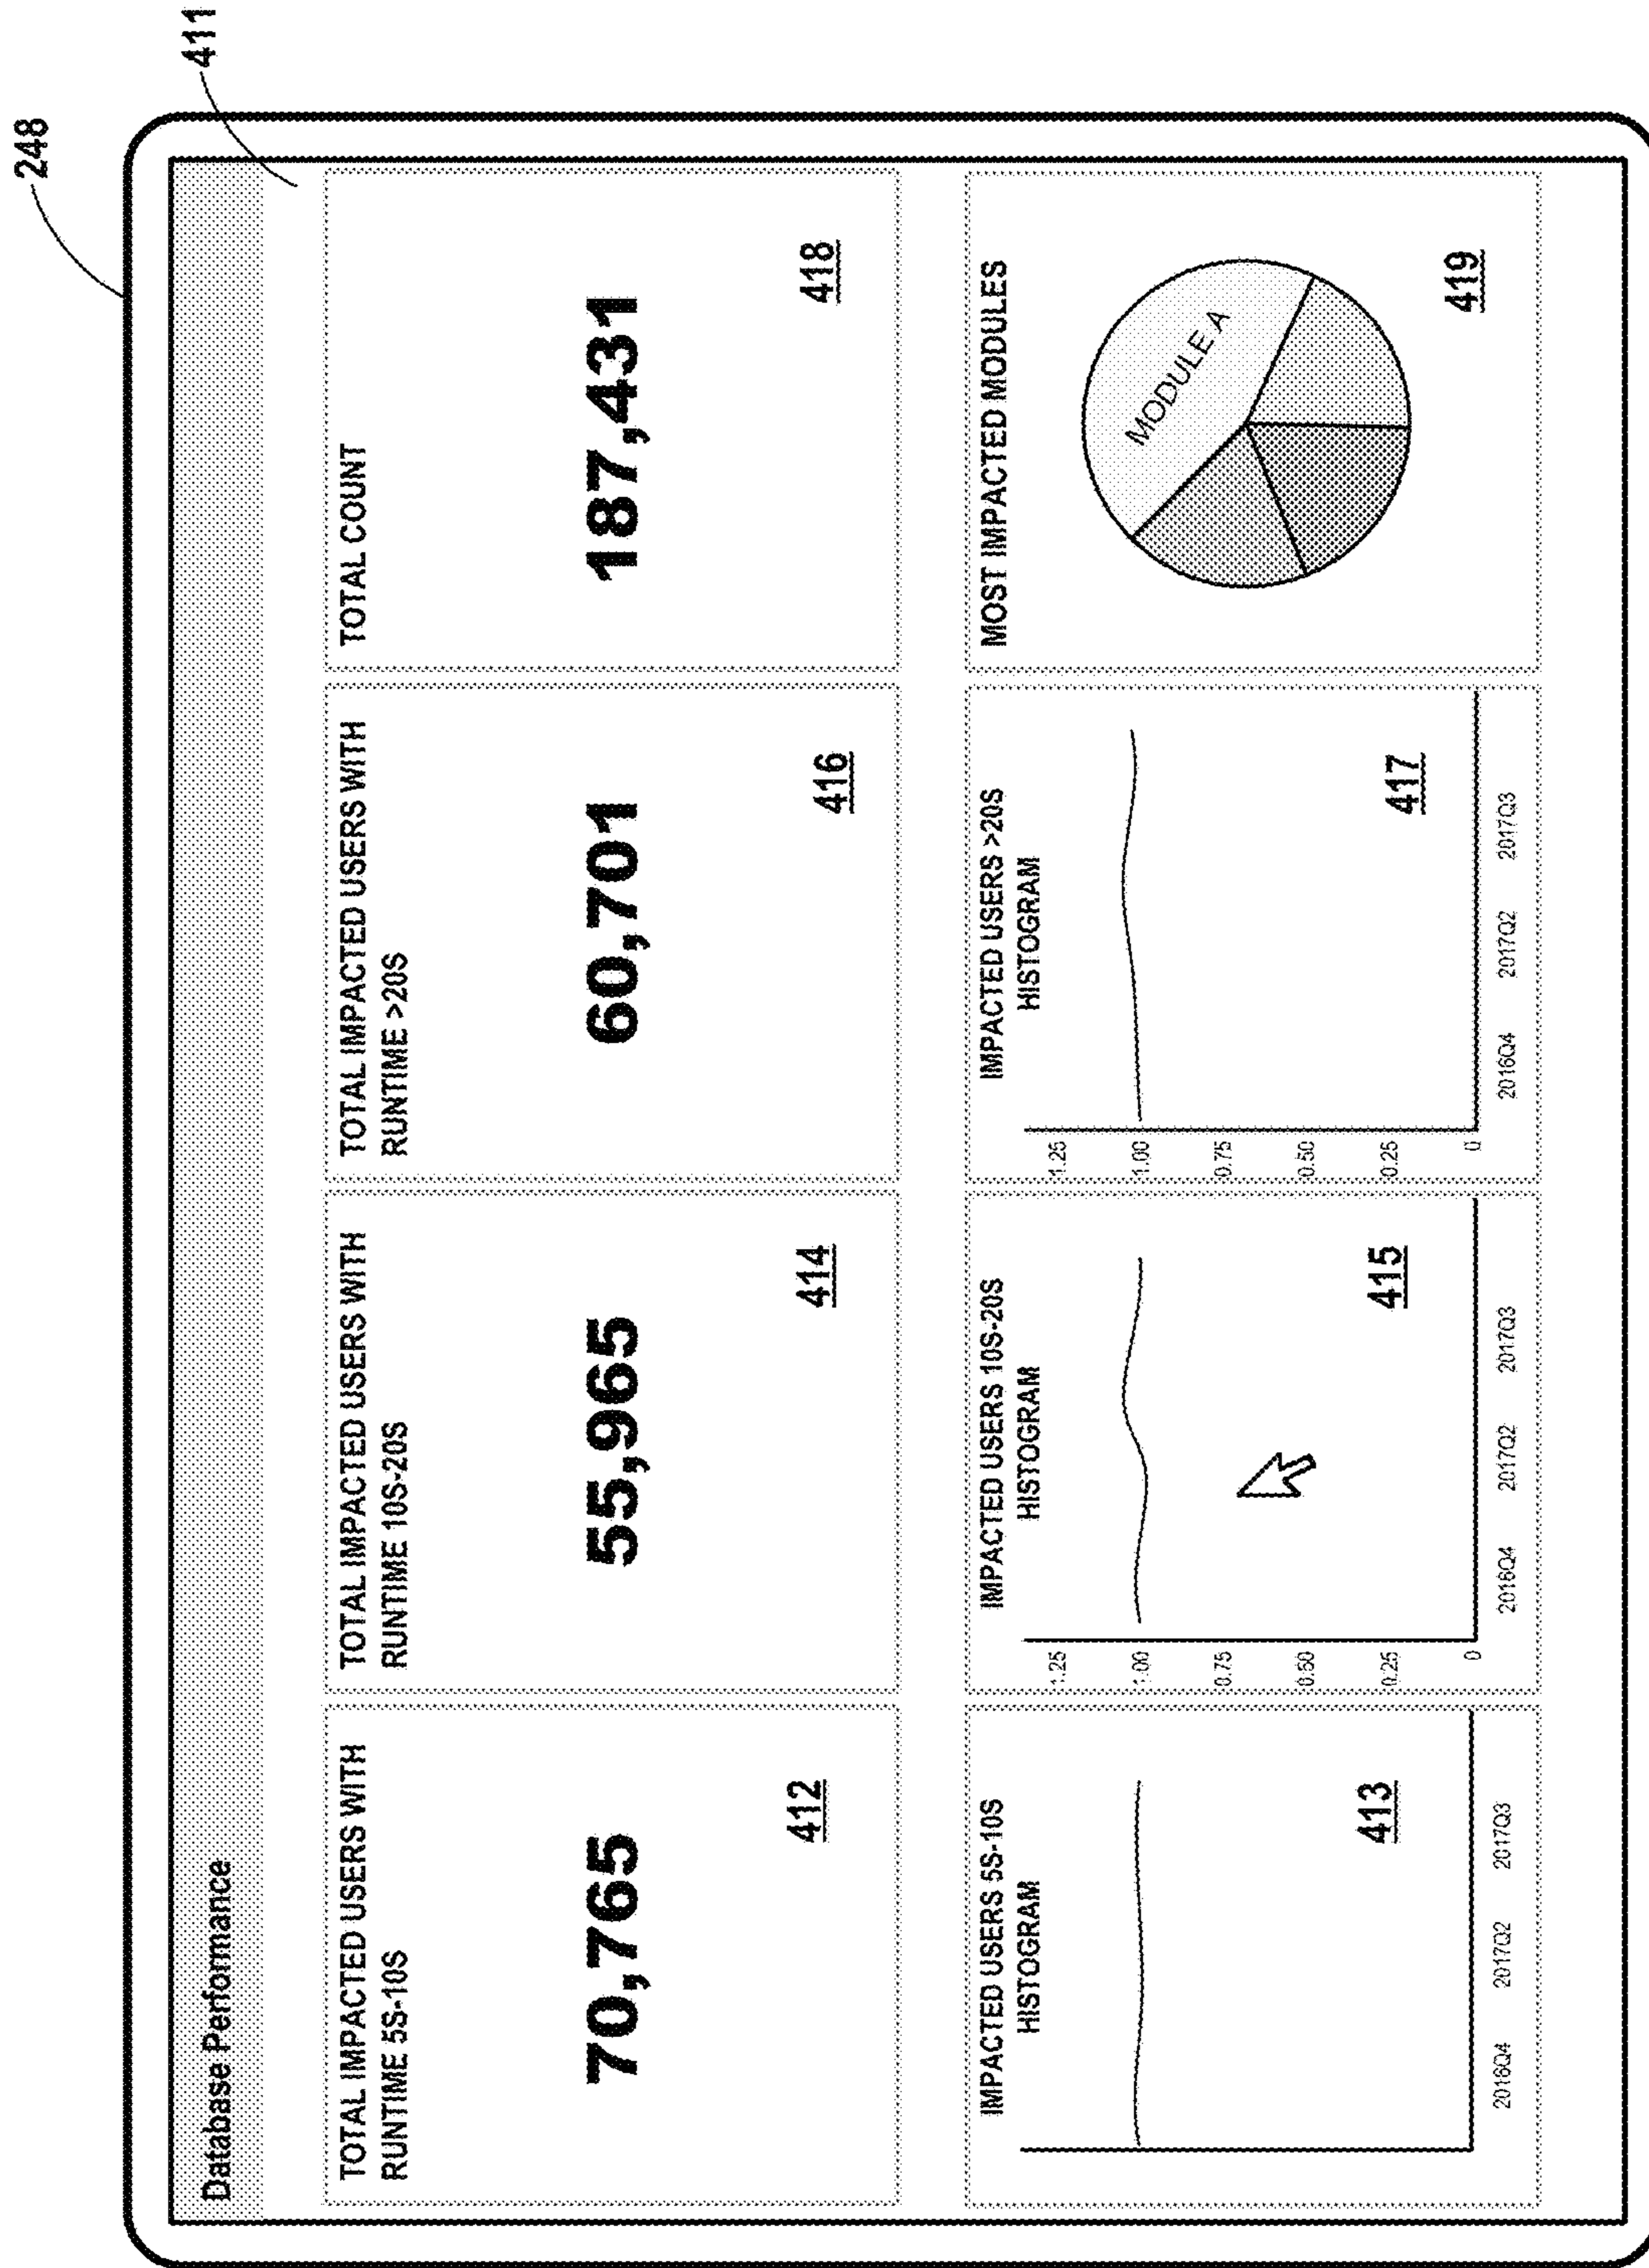 248
411
Database Performance
TOTAL IMPACTED USERS WITH
RUNTIME 5S-10S
70,765
412
TOTAL IMPACTED USERS WITH
RUNTIME 10S-20S
55,965
414
TOTAL IMPACTED USERS WITH
RUNTIME >20S
60,701
416
TOTAL COUNT
187,431
418
IMPACTED USERS 5S-10S
HISTOGRAM
413
2016Q4 2017Q2 2017Q3
IMPACTED USERS 10S-20S
HISTOGRAM
1.25
1.00
0.75
0.50
0.25
0
415
2016Q4 2017Q2 2017Q3
IMPACTED USERS >20S
HISTOGRAM
1.25
1.00
0.75
0.50
0.25
0
417
2016Q4 2017Q2 2017Q3
MOST IMPACTED MODULES
MODULE A
419